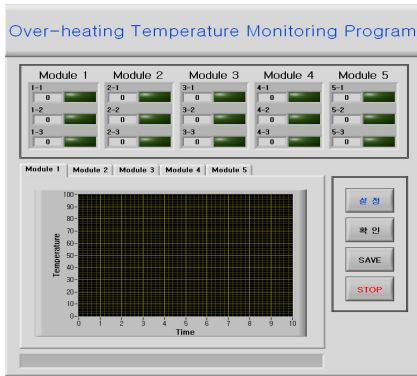 Over-heating Temperature Monitoring Program
Module 1 Module 2 Module 3 Module 4 Module 5
1-1 2-1 3-1 4-1 5-1
0 0 0 0 0
1-2 2-2 3-2 4-2 5-2
0 0 0 0 0
1-3 2-3 3-3 4-3 5-3
0 0 0 0 0
Module 1 Module 2 Module 3 Module 4 Module 5
100
90
80
70
60
50
40
30
20
10
0
Temperature
0 1 2 3 4 5 6 7 8 9 10
Time
설 정
확 인
SAVE
STOP